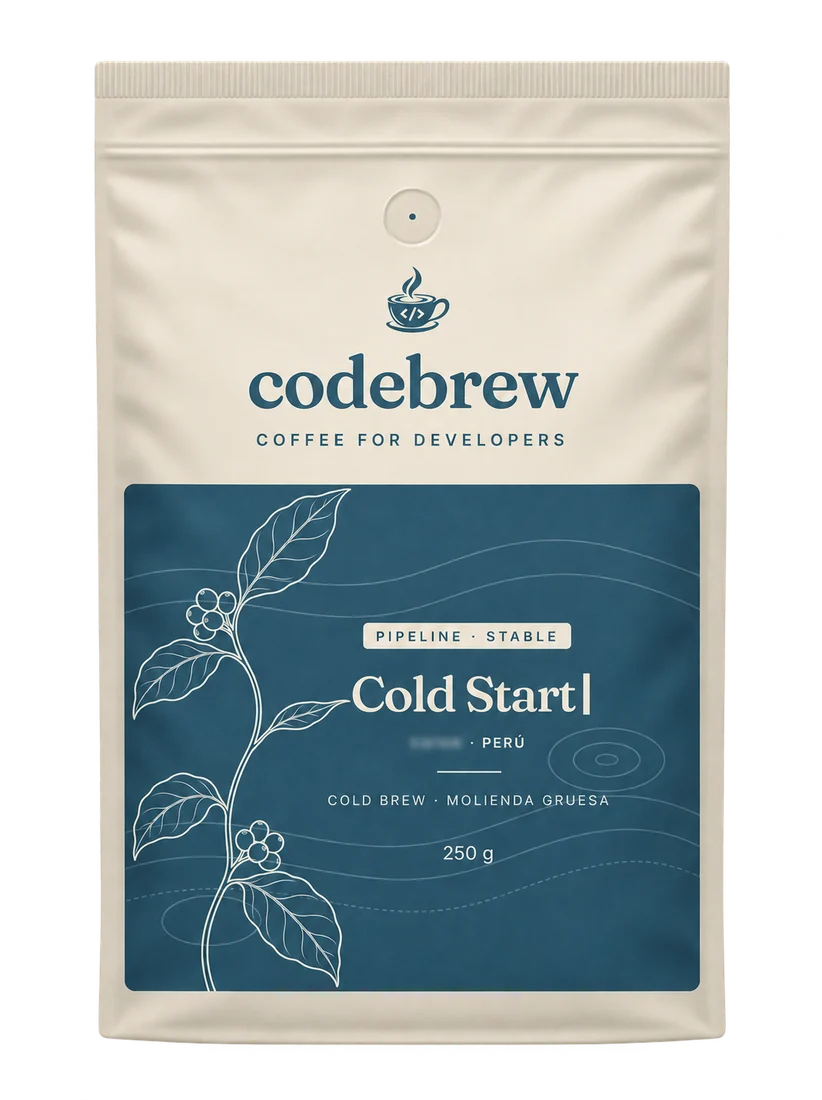 </>
codebrew
COFFEE FOR DEVELOPERS
PIPELINE · STABLE
Cold Start|
· PERÚ
COLD BREW · MOLIENDA GRUESA
250 g